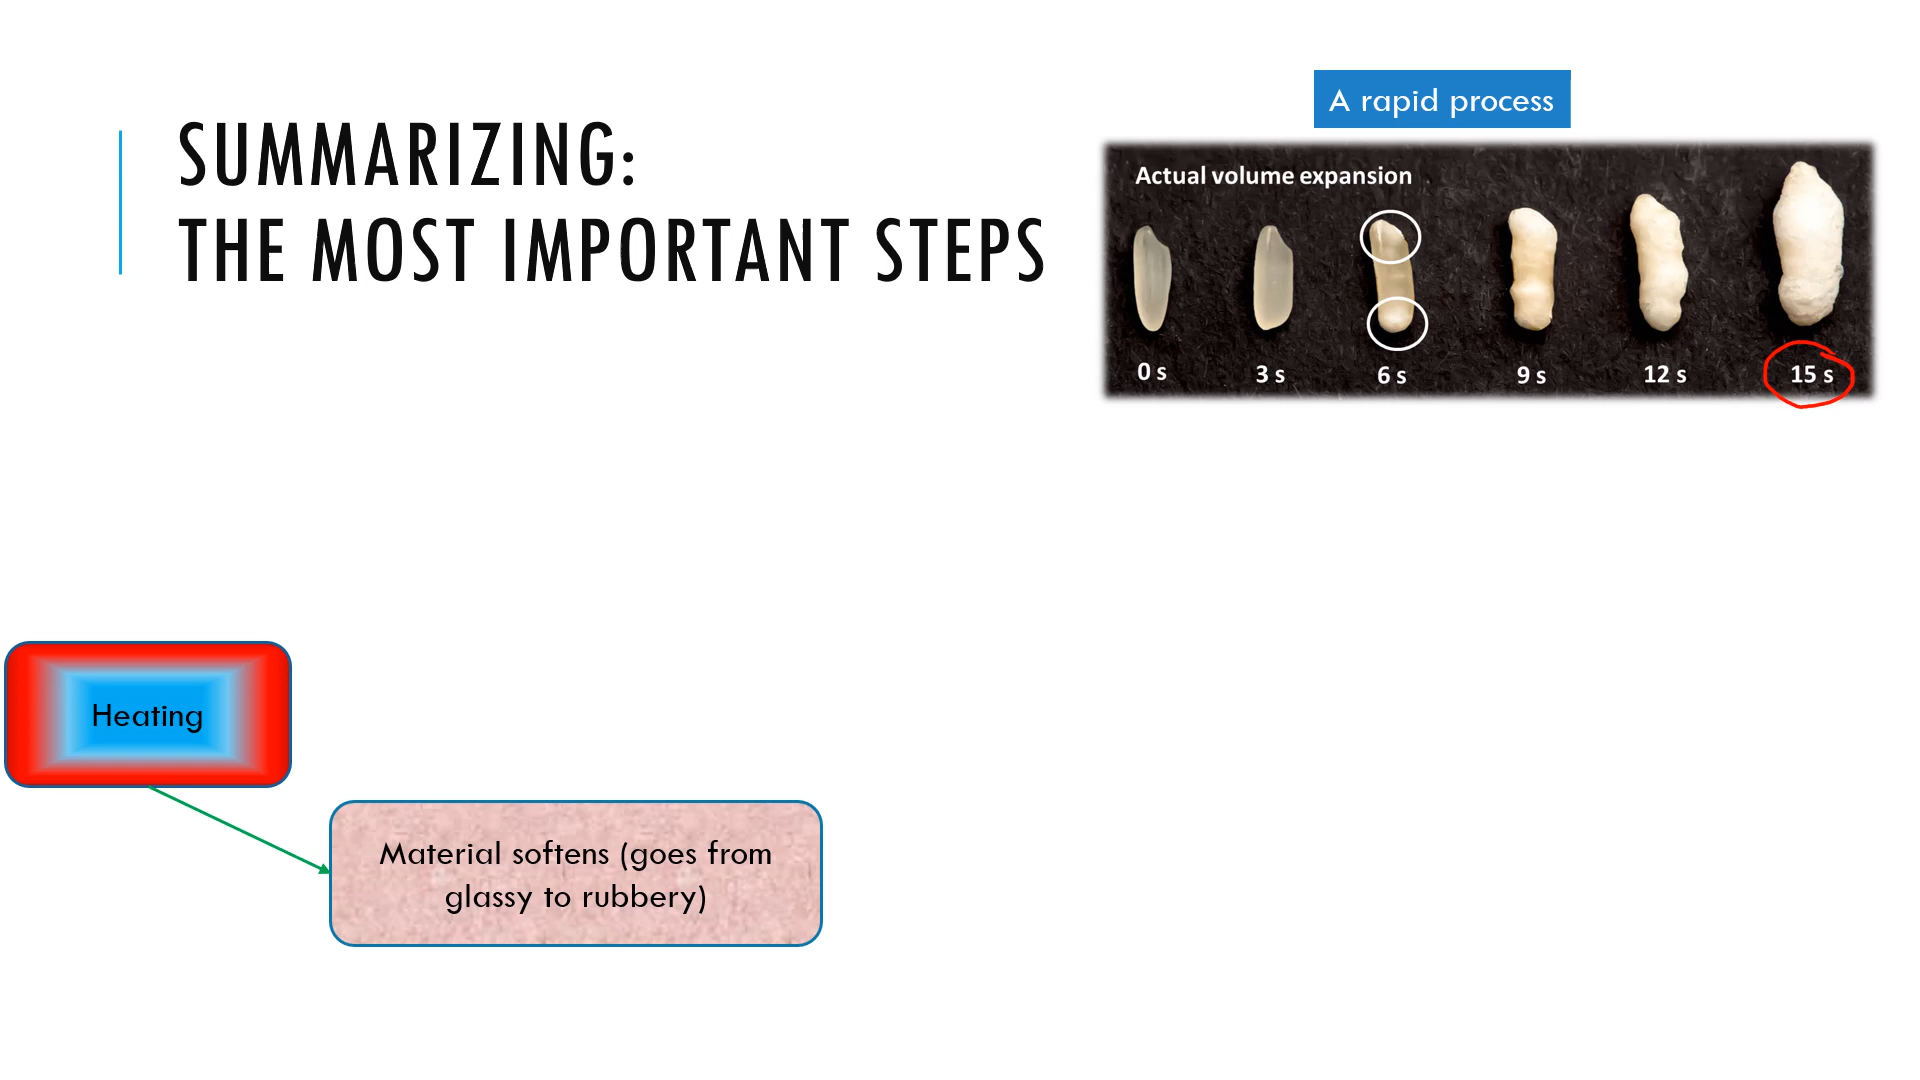 SUMMARIZING:
THE MOST IMPORTANT STEPS
A rapid process
Actual volume expansion
0 s 3 s 6 s 9 s 12 s 15 s
Heating
Material softens (goes from
glassy to rubbery)